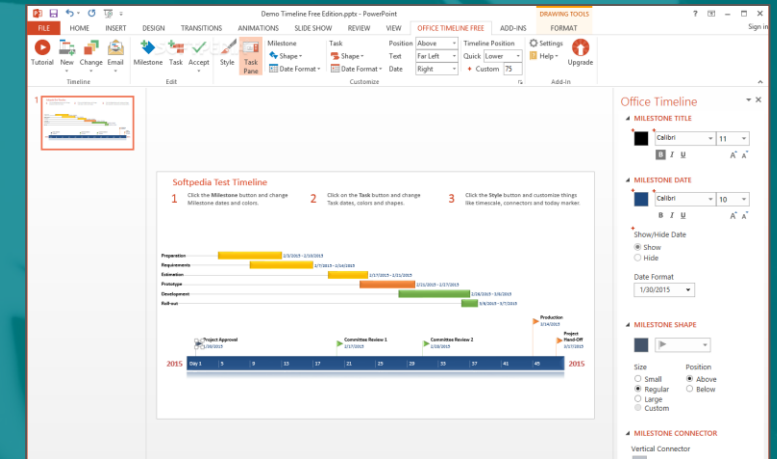 Demo Timeline Free Edition.pptx - PowerPoint
DRAWING TOOLS
FILE HOME INSERT DESIGN TRANSITIONS ANIMATIONS SLIDE SHOW REVIEW VIEW OFFICE TIMELINE FREE ADD-INS FORMAT Sign in
Tutorial New Change Email
Timeline
Milestone Task Accept
Edit
Style Task Pane
Milestone Task Position Above Timeline Position
Shape Shape Text Far Left Quick Lower
Date Format Date Format Date Right Custom 75
Customize
Settings
Help
Upgrade
Add-In
1
Softpedia Test Timeline
1 Click the Milestone button and change
Milestone dates and colors.
2 Click on the Task button and change
Task dates, colors and shapes.
3 Click the Style button and customize things
like timescale, connectors and today marker.
Preparation
Requirements
Estimation
Prototype
Development
Roll-out
Production
2/14/2015
Project Approval
Committee Review 1
1/17/2015
Committee Review 2
Project
Hand-Off
2015 Day 1 5 9 13 17 21 25 29 33 37 41 45 2015
Office Timeline
MILESTONE TITLE
Calibri 11
B I U A A
MILESTONE DATE
Calibri 10
B I U A A
Show/Hide Date
Show
Hide
Date Format
1/30/2015
MILESTONE SHAPE
Size Position
Small Above
Regular Below
Large
Custom
MILESTONE CONNECTOR
Vertical Connector